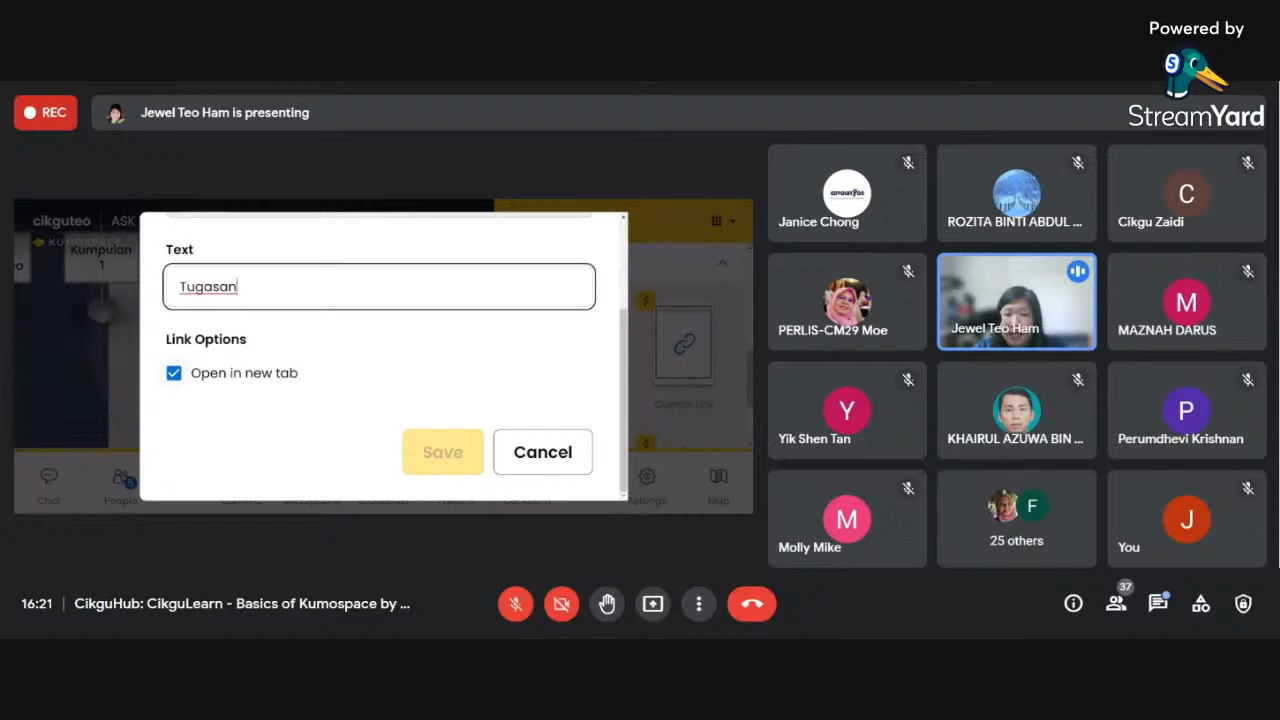 Powered by
StreamYard
REC
Jewel Teo Ham is presenting
cikguteo
ASK
KUMOSPACE
Kumpulan
1
Text
Tugasan
Link Options
Open in new tab
Save
Cancel
Custom Link
Chat
People
8
Settings
Map
Janice Chong
ROZITA BINTI ABDUL ...
C
Cikgu Zaidi
PERLIS-CM29 Moe
Jewel Teo Ham
M
MAZNAH DARUS
Y
Yik Shen Tan
KHAIRUL AZUWA BIN ...
P
Perumdhevi Krishnan
M
Molly Mike
F
25 others
J
You
16:21
CikguHub: CikguLearn - Basics of Kumospace by ...
37